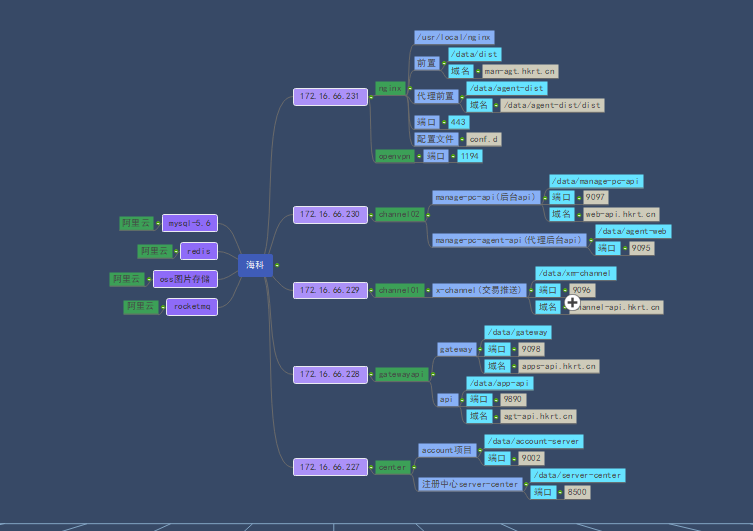 /usr/local/nginx
/data/dist
前置
域名 man-agt.hkrt.cn
nginx
/data/agent-dist
代理前置
域名 /data/agent-dist/dist
172.16.66.231
端口 443
配置文件 conf.d
openvpn 端口 1194
/data/manage-pc-api
manage-pc-api(后台api) 端口 9097
域名 web-api.hkrt.cn
172.16.66.230 channel02
/data/agent-web
manage-pc-agent-api(代理后台api)
端口 9095
阿里云 mysql-5.6
阿里云 redis
海科
阿里云 oss图片存储
阿里云 rocketmq
/data/xm-channel
172.16.66.229 channel01 x-channel(交易推送) 端口 9096
域名 hannel-api.hkrt.cn
/data/gateway
gateway 端口 9098
域名 apps-api.hkrt.cn
172.16.66.228 gatewayapi
/data/app-api
api 端口 9890
域名 agt-api.hkrt.cn
/data/account-server
account项目
端口 9002
172.16.66.227 center
/data/server-center
注册中心server-center
端口 8500